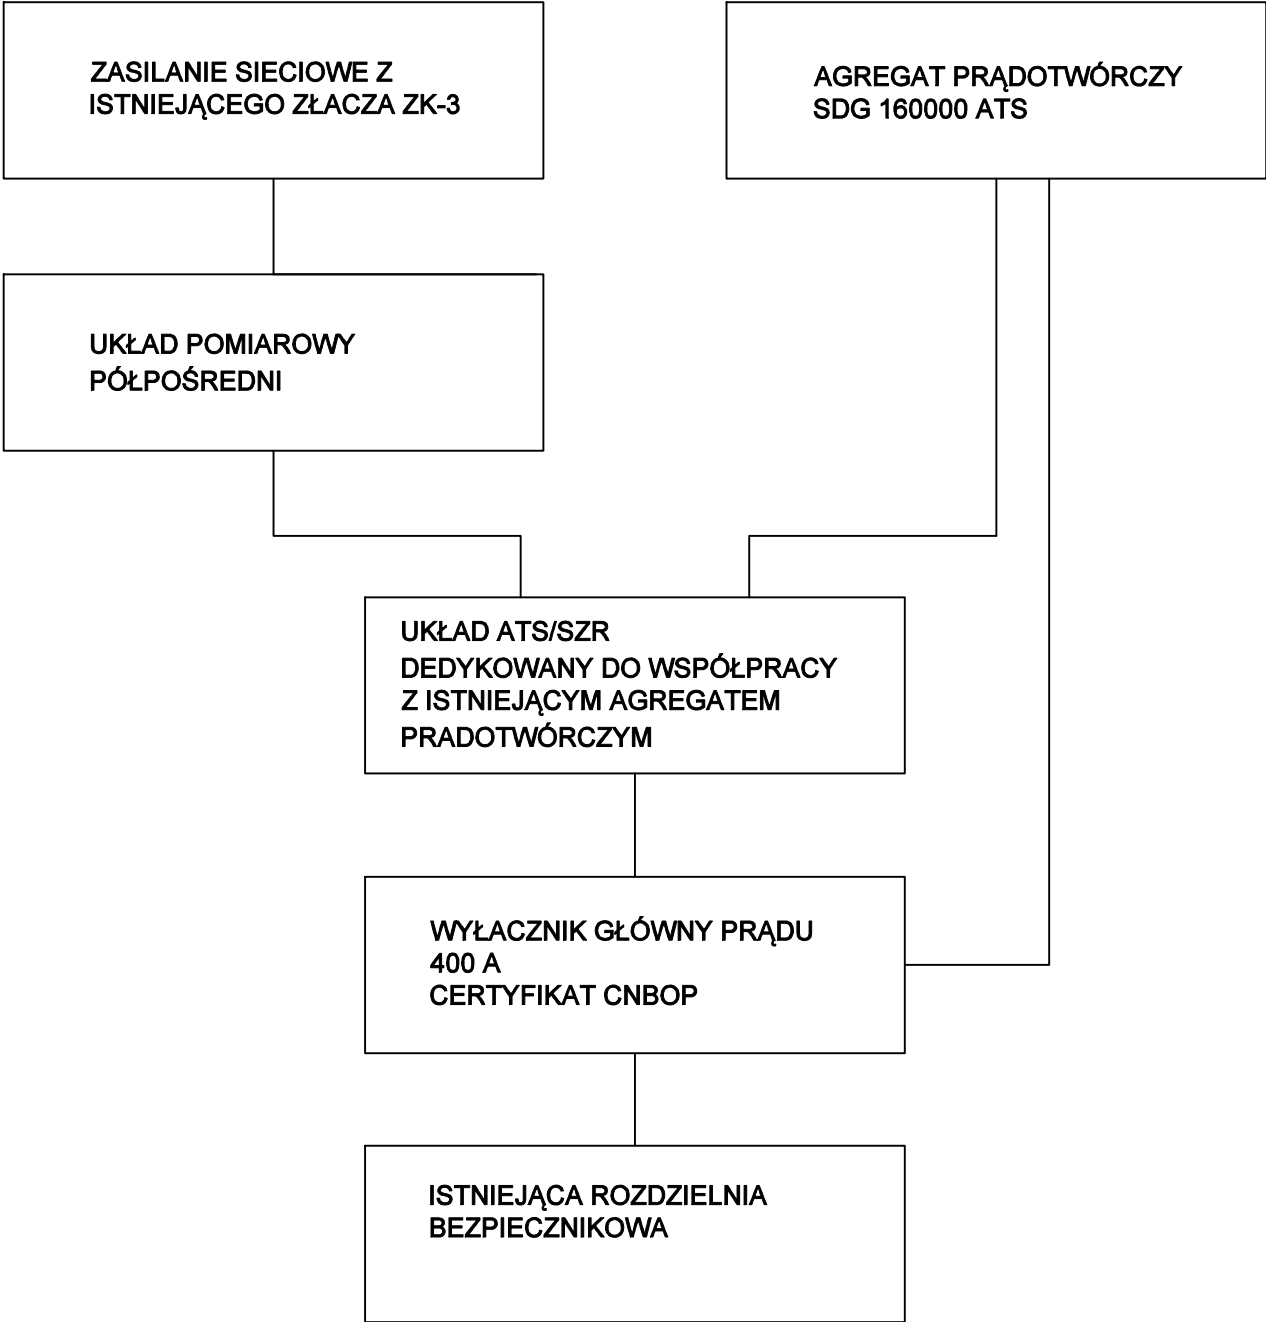 ZASILANIE SIECIOWE Z
ISTNIEJĄCEGO ZŁACZA ZK-3
AGREGAT PRĄDOTWÓRCZY
SDG 160000 ATS
UKŁAD POMIAROWY
PÓŁPOŚREDNI
UKŁAD ATS/SZR
DEDYKOWANY DO WSPÓŁPRACY
Z ISTNIEJĄCYM AGREGATEM
PRADOTWÓRCZYM
WYŁACZNIK GŁÓWNY PRĄDU
400 A
CERTYFIKAT CNBOP
ISTNIEJĄCA ROZDZIELNIA
BEZPIECZNIKOWA